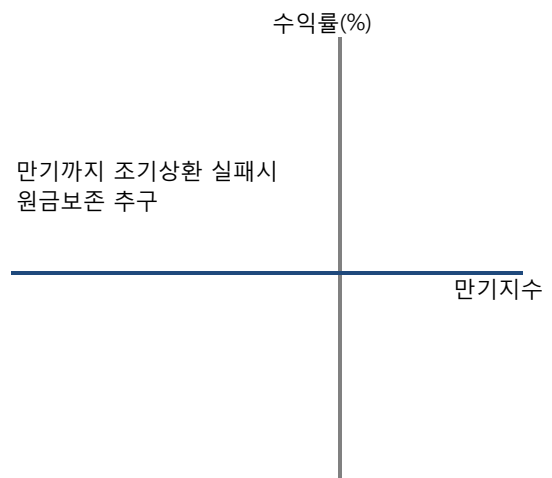 수익률(%)
만기까지 조기상환 실패시
원금보존 추구
만기지수